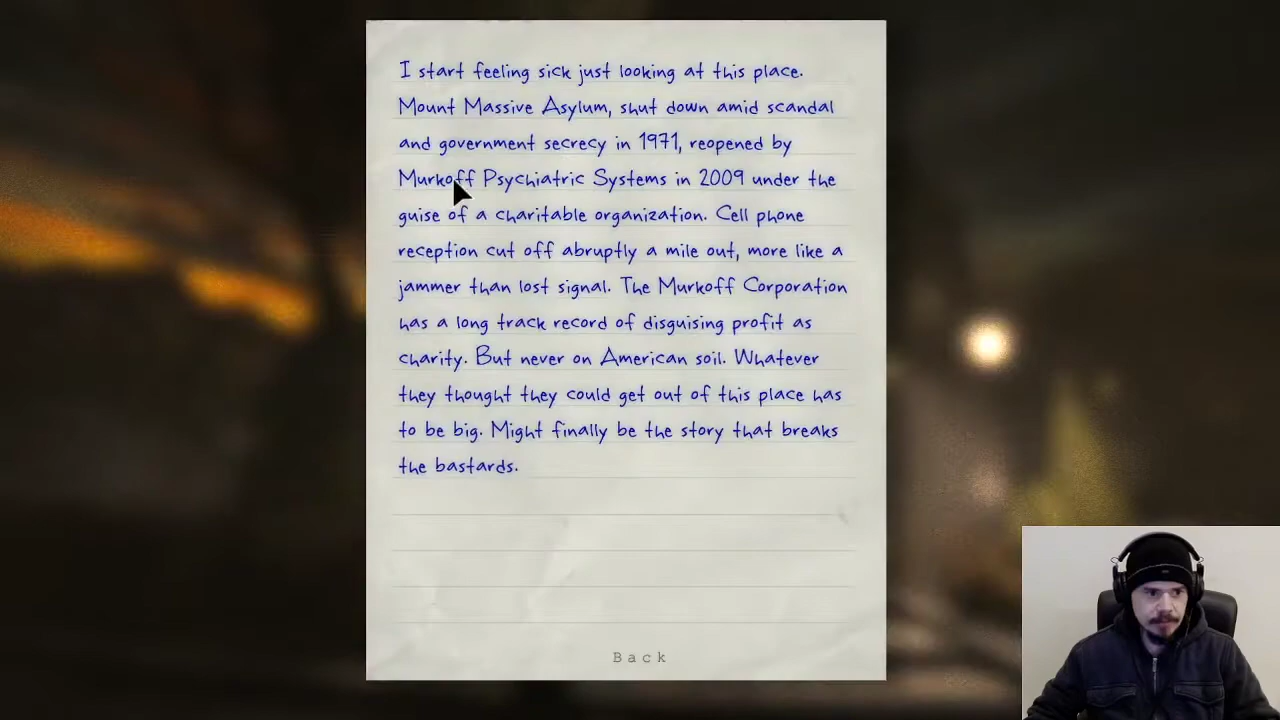 I start feeling sick just looking at this place.
Mount Massive Asylum, shut down amid scandal
and government secrecy in 1971, reopened by
Murkoff Psychiatric Systems in 2009 under the
guise of a charitable organization. Cell phone
reception cut off abruptly a mile out, more like a
jammer than lost signal. The Murkoff Corporation
has a long track record of disguising profit as
charity. But never on American soil. Whatever
they thought they could get out of this place has
to be big. Might finally be the story that breaks
the bastards.
Back